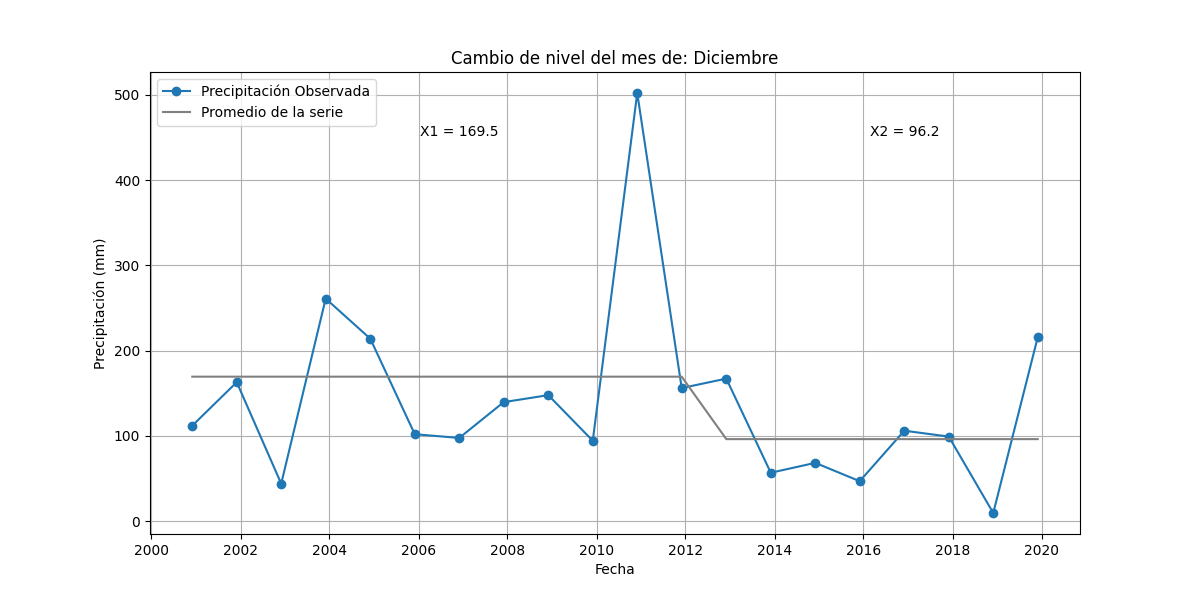 Cambio de nivel del mes de: Diciembre
Precipitación Observada
Promedio de la serie
X1 = 169.5
X2 = 96.2
Precipitación (mm)
500
400
300
200
100
0
2000 2002 2004 2006 2008 2010 2012 2014 2016 2018 2020
Fecha